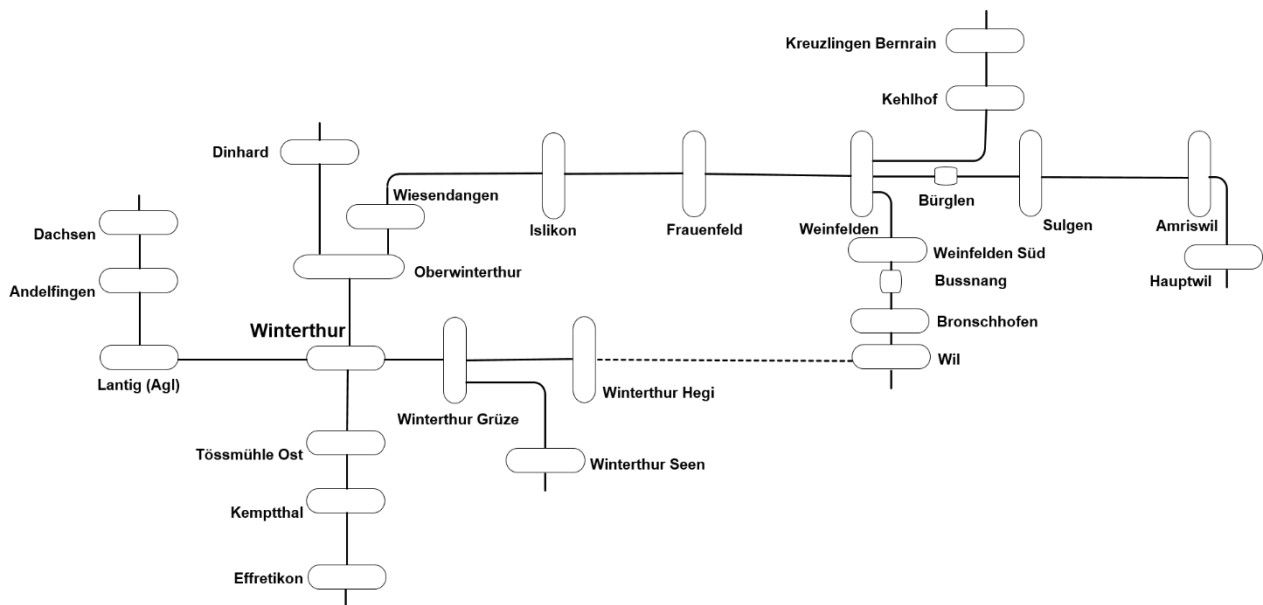 Kreuzlingen Bernrain
Kehlhof
Dinhard
Wiesendangen
Dachsen
Islikon
Frauenfeld
Weinfelden
Bürglen
Sulgen
Amriswil
Andelfingen
Oberwinterthur
Weinfelden Süd
Bussnang
Hauptwil
Winterthur
Bronschhofen
Wil
Lantig (Agl)
Winterthur Hegi
Winterthur Grüze
Tössmühle Ost
Winterthur Seen
Kemptthal
Effretikon